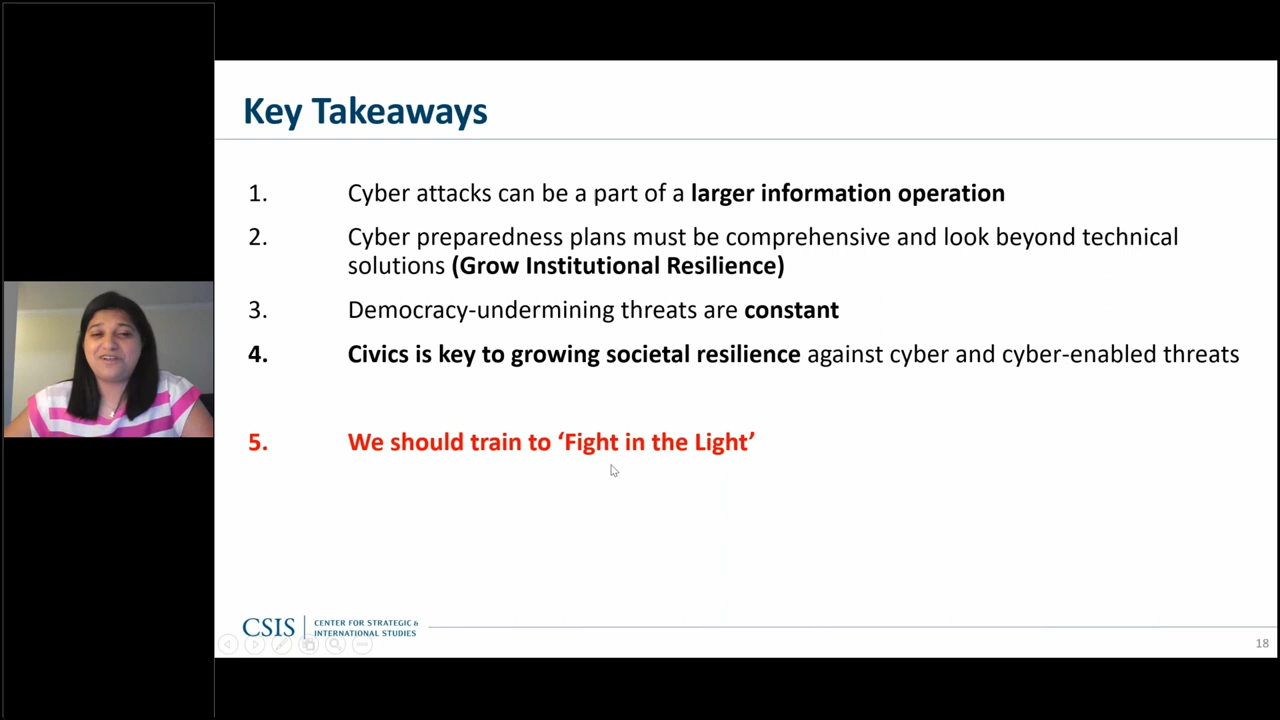 Key Takeaways
1. Cyber attacks can be a part of a larger information operation
2. Cyber preparedness plans must be comprehensive and look beyond technical
solutions (Grow Institutional Resilience)
3. Democracy-undermining threats are constant
4. Civics is key to growing societal resilience against cyber and cyber-enabled threats
5. We should train to ‘Fight in the Light’
CSIS
CENTER FOR STRATEGIC &
INTERNATIONAL STUDIES
18